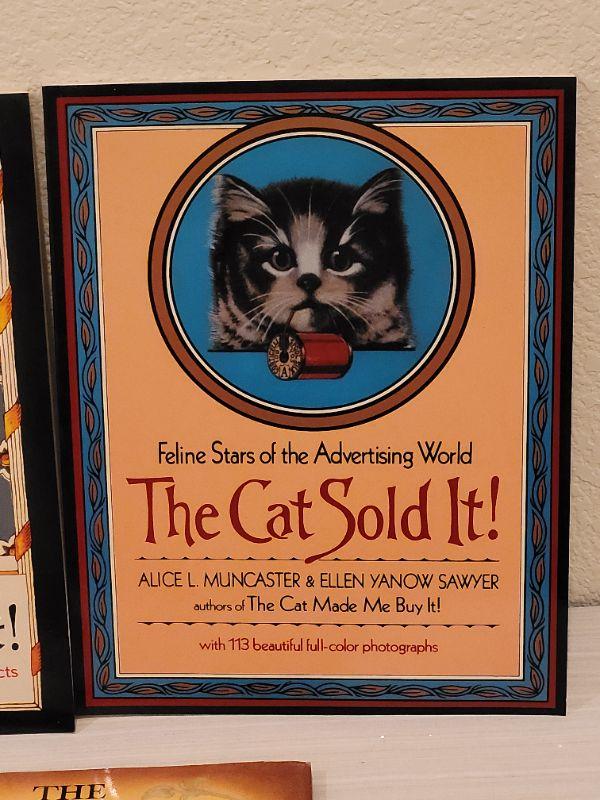 Feline Stars of the Advertising World
The Cat Sold It!
ALICE L. MUNCASTER & ELLEN YANOW SAWYER
authors of The Cat Made Me Buy It!
with 113 beautiful full-color photographs
!
cts
THE